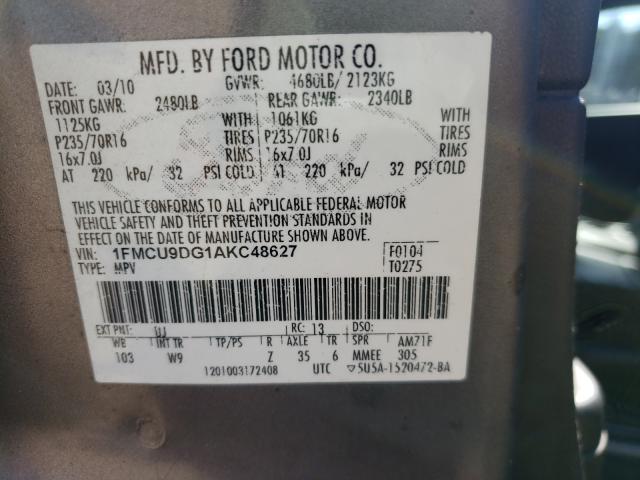 MFD. BY FORD MOTOR CO.
DATE: 03/10 GVWR: 4680LB/ 2123KG
FRONT GAWR: 2480LB REAR GAWR: 2340LB
1125KG WITH 1061KG WITH
P235/70R16 TIRES P235/70R16 TIRES
16x7.0J RIMS 16x7.0J RIMS
AT 220 kPa/ 32 PSI COLD AT 220 kPa/ 32 PSI COLD
THIS VEHICLE CONFORMS TO ALL APPLICABLE FEDERAL MOTOR
VEHICLE SAFETY AND THEFT PREVENTION STANDARDS IN
EFFECT ON THE DATE OF MANUFACTURE SHOWN ABOVE.
VIN: 1FMCU9DG1AKC48627 F0104
TYPE: MPV T0275
EXT PNT: UJ RC: 13 DSO:
WB INT TR TP/PS R AXLE TR SPR AM71F
103 W9 Z 35 6 MMEE 305
1201003172408 UTC ▽5U5A-1520472-BA